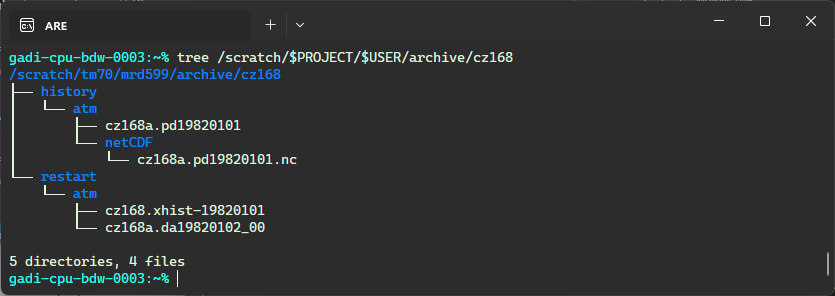 ARE
gadi-cpu-bdw-0003:~% tree /scratch/$PROJECT/$USER/archive/cz168
/scratch/tm70/mrd599/archive/cz168
├── history
│   └── atm
│       ├── cz168a.pd19820101
│       └── netCDF
│           └── cz168a.pd19820101.nc
└── restart
    └── atm
        ├── cz168.xhist-19820101
        └── cz168a.da19820102_00
5 directories, 4 files
gadi-cpu-bdw-0003:~%